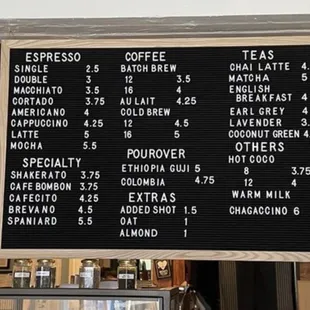 ESPRESSO
SINGLE 2.5
DOUBLE 3
MACCHIATO 3.5
CORTADO 3.75
AMERICANO 4
CAPPUCCINO 4.25
LATTE 5
MOCHA 5.5
SPECIALTY
SHAKERATO 3.75
CAFE BOMBON 3.75
CAFECITO 4.25
BREVANO 4.5
SPANIARD 5.5
COFFEE
BATCH BREW
12 3.5
16 4
AU LAIT 4.25
COLD BREW
12 4.5
16 5
POUROVER
ETHIOPIA GUJI 5
COLOMBIA 4.75
EXTRAS
ADDED SHOT 1.5
OAT 1
ALMOND 1
TEAS
CHAI LATTE 4.
MATCHA 5
ENGLISH
BREAKFAST 4
EARL GREY 4
LAVENDER 3.
COCONUT GREEN 4.
OTHERS
HOT COCO
8 3.75
12 4
WARM MILK
CHAGACCINO 6